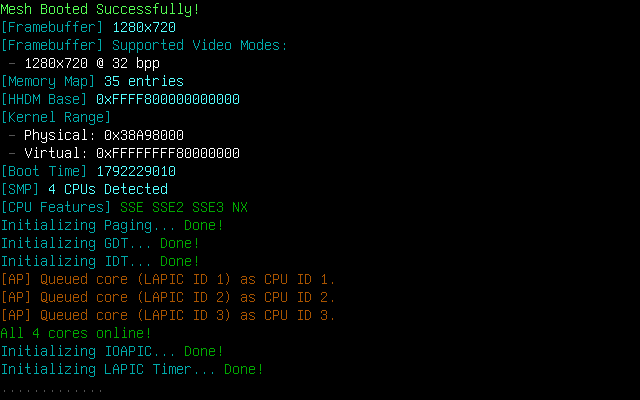 Mesh Booted Successfully!
[Framebuffer] 1280x720
[Framebuffer] Supported Video Modes:
- 1280x720 @ 32 bpp
[Memory Map] 35 entries
[HHDM Base] 0xFFFF800000000000
[Kernel Range]
- Physical: 0x38A98000
- Virtual: 0xFFFFFFFF80000000
[Boot Time] 1792229010
[SMP] 4 CPUs Detected
[CPU Features] SSE SSE2 SSE3 NX
Initializing Paging... Done!
Initializing GDT... Done!
Initializing IDT... Done!
[AP] Queued core (LAPIC ID 1) as CPU ID 1.
[AP] Queued core (LAPIC ID 2) as CPU ID 2.
[AP] Queued core (LAPIC ID 3) as CPU ID 3.
All 4 cores online!
Initializing IOAPIC... Done!
Initializing LAPIC Timer... Done!
.............